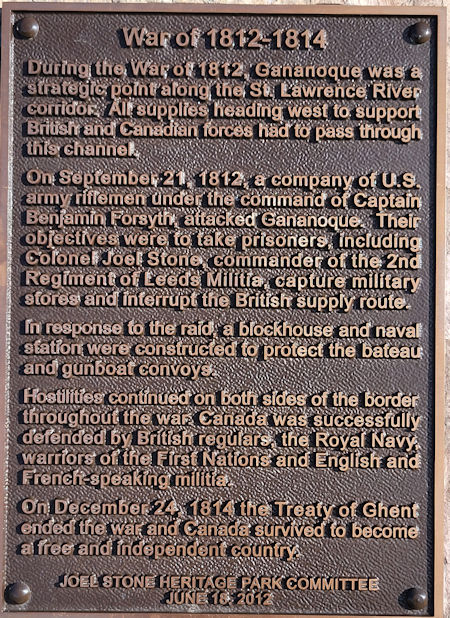 War of 1812-1814
During the War of 1812, Gananoque was a
strategic point along the St. Lawrence River
corridor. All supplies heading west to support
British and Canadian forces had to pass through
this channel.
On September 21, 1812, a company of U.S.
army riflemen under the command of Captain
Benjamin Forsyth, attacked Gananoque. Their
objectives were to take prisoners, including
Colonel Joel Stone, commander of the 2nd
Regiment of Leeds Militia, capture military
stores and interrupt the British supply route.
In response to the raid, a blockhouse and naval
station were constructed to protect the bateau
and gunboat convoys.
Hostilities continued on both sides of the border
throughout the war. Canada was successfully
defended by British regulars, the Royal Navy,
warriors of the First Nations and English and
French-speaking militia.
On December 24, 1814 the Treaty of Ghent
ended the war and Canada survived to become
a free and independent country.
JOEL STONE HERITAGE PARK COMMITTEE
JUNE 16, 2012